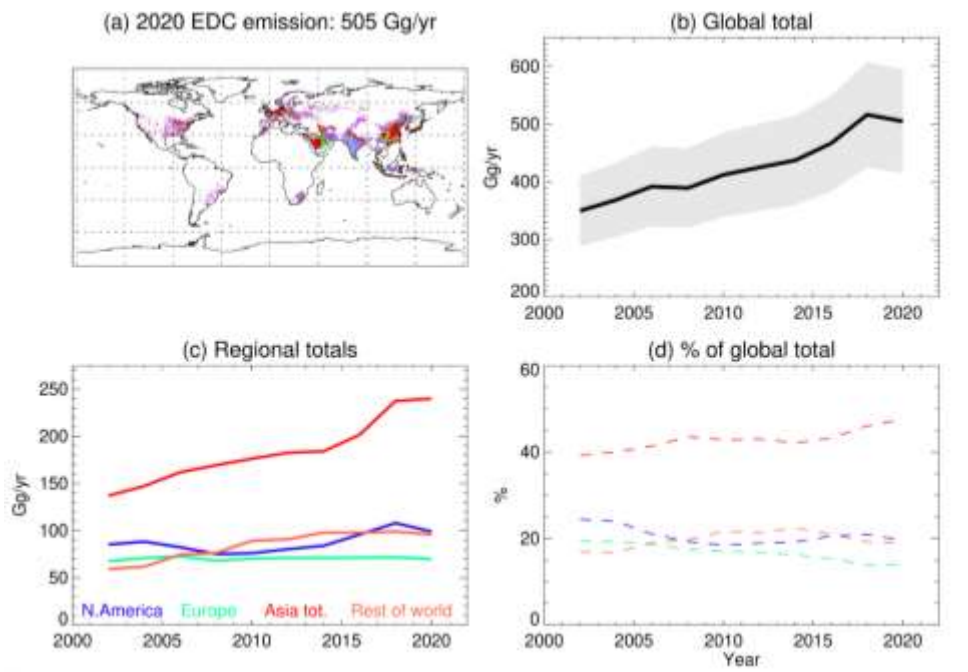 (a) 2020 EDC emission: 505 Gg/yr
(b) Global total
600
500
400
300
200
Gg/yr
2000 2005 2010 2015 2020
(c) Regional totals
250
200
150
100
50
0
Gg/yr
N.America Europe Asia tot. Rest of world
2000 2005 2010 2015 2020
(d) % of global total
60
40
20
0
%
2000 2005 2010 2015 2020
Year